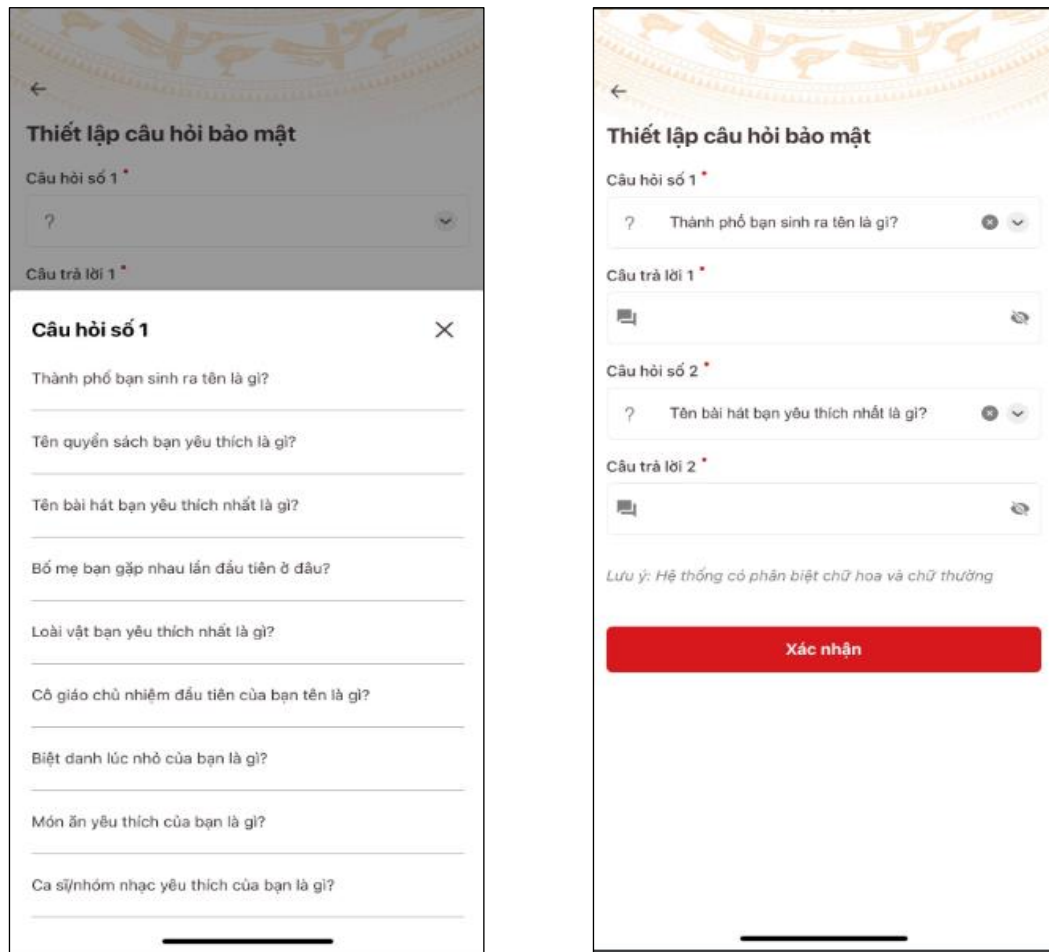 Thiết lập câu hỏi bảo mật
Câu hỏi số 1 *
?
Câu trả lời 1 *
Câu hỏi số 1
Thành phố bạn sinh ra tên là gì?
Tên quyển sách bạn yêu thích là gì?
Tên bài hát bạn yêu thích nhất là gì?
Bố mẹ bạn gặp nhau lần đầu tiên ở đâu?
Loài vật bạn yêu thích nhất là gì?
Cô giáo chủ nhiệm đầu tiên của bạn tên là gì?
Biệt danh lúc nhỏ của bạn là gì?
Món ăn yêu thích của bạn là gì?
Ca sĩ/nhóm nhạc yêu thích của bạn là gì?
Thiết lập câu hỏi bảo mật
Câu hỏi số 1 *
? Thành phố bạn sinh ra tên là gì?
Câu trả lời 1 *
Câu hỏi số 2 *
? Tên bài hát bạn yêu thích nhất là gì?
Câu trả lời 2 *
Lưu ý: Hệ thống có phân biệt chữ hoa và chữ thường
Xác nhận